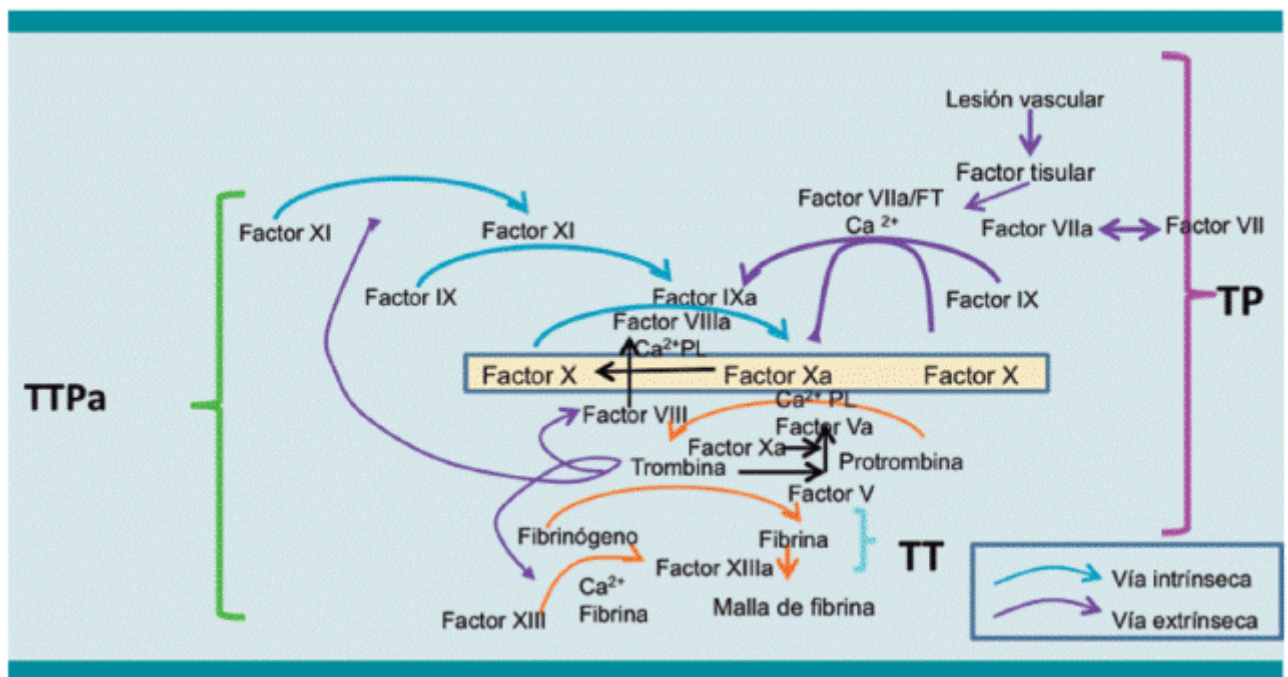 Lesión vascular
Factor tisular
Factor VIIa/FT
Ca 2+
Factor VIIa
Factor VII
Factor XI
Factor XI
Factor IX
Factor IXa
Factor IX
TP
Factor VIIIa
Ca2+PL
Factor X
Factor Xa
Factor X
TTPa
Ca2+ PL
Factor VIII
Factor Va
Factor Xa
Trombina
Protrombina
Factor V
Fibrinógeno
Fibrina
TT
Factor XIIIa
Ca2+
Fibrina
Factor XIII
Malla de fibrina
Vía intrínseca
Vía extrínseca